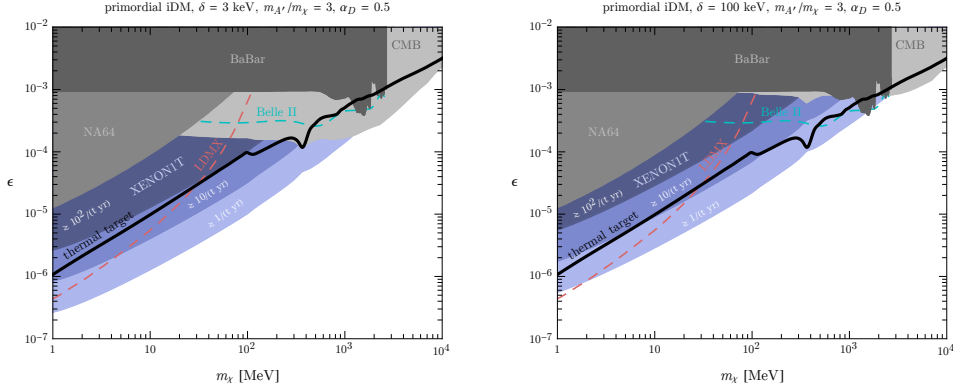 primordial iDM, δ = 3 keV, m_A′/m_χ = 3, α_D = 0.5
10⁻²
10⁻³
10⁻⁴
10⁻⁵
10⁻⁶
10⁻⁷
ϵ
BaBar
CMB
NA64
Belle II
LDMX
XENON1T
≳ 10²/(t yr)
≳ 10/(t yr)
≳ 1/(t yr)
thermal target
1
10
10²
10³
10⁴
m_χ [MeV]
primordial iDM, δ = 100 keV, m_A′/m_χ = 3, α_D = 0.5
10⁻²
10⁻³
10⁻⁴
10⁻⁵
10⁻⁶
10⁻⁷
ϵ
BaBar
CMB
NA64
Belle II
LDMX
XENON1T
≳ 10²/(t yr)
≳ 10/(t yr)
≳ 1/(t yr)
thermal target
1
10
10²
10³
10⁴
m_χ [MeV]